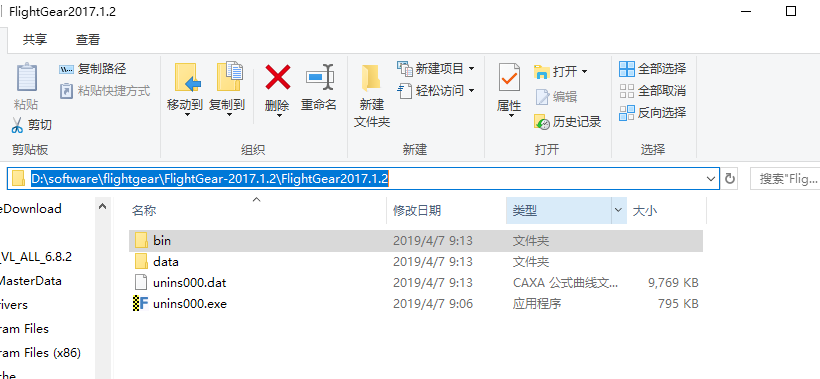 FlightGear2017.1.2
共享 查看
复制路径 新建项目 打开 全部选择
粘贴快捷方式 轻松访问 编辑 全部取消
粘贴 移动到 复制到 删除 重命名 新建 文件夹 属性 历史记录 反向选择
剪切
剪贴板 组织 新建 打开 选择
D:\software\flightgear\FlightGear-2017.1.2\FlightGear2017.1.2 搜索"Flig...
eDownload 名称 修改日期 类型 大小
bin 2019/4/7 9:13 文件夹
_VL_ALL_6.8.2 data 2019/4/7 9:13 文件夹
MasterData unins000.dat 2019/4/7 9:13 CAXA 公式曲线文... 9,769 KB
rivers unins000.exe 2019/4/7 9:06 应用程序 795 KB
ram Files
ram Files (x86)
che